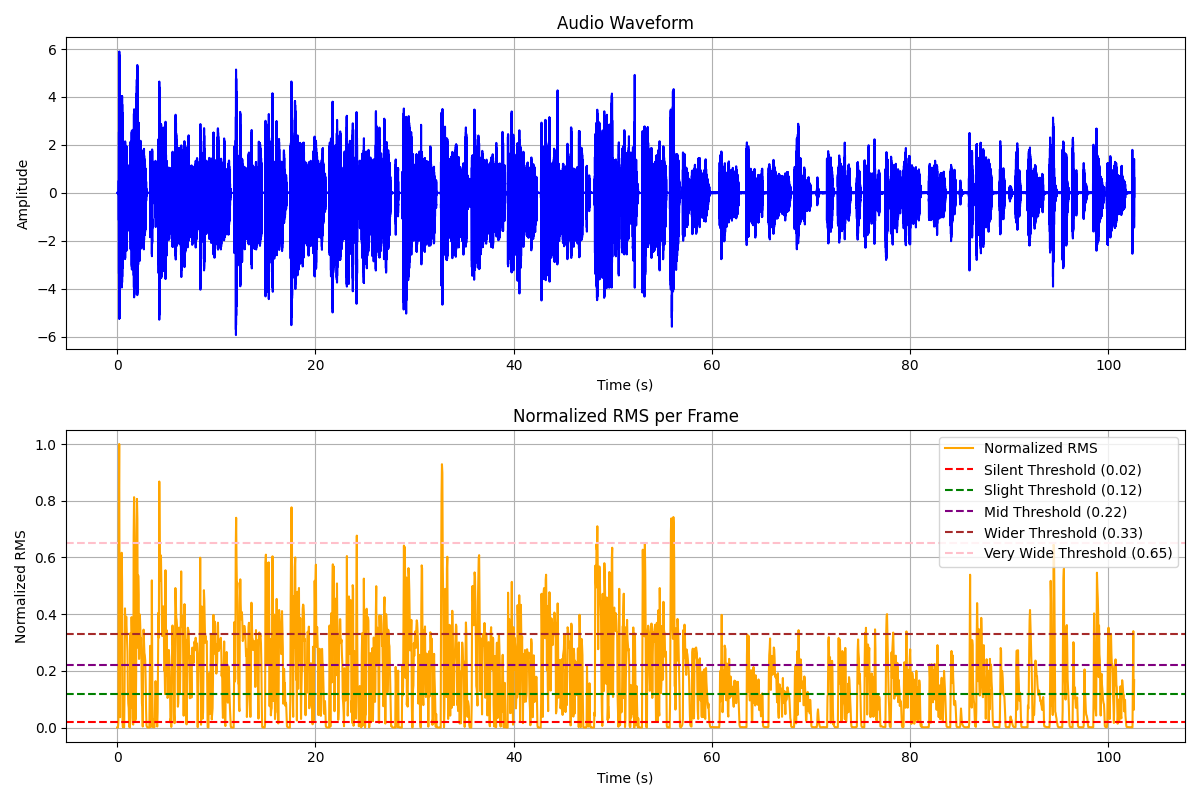 Audio Waveform
6
4
2
0
−2
−4
−6
Amplitude
0 20 40 60 80 100
Time (s)
Normalized RMS per Frame
1.0
0.8
0.6
0.4
0.2
0.0
Normalized RMS
Normalized RMS
Silent Threshold (0.02)
Slight Threshold (0.12)
Mid Threshold (0.22)
Wider Threshold (0.33)
Very Wide Threshold (0.65)
0 20 40 60 80 100
Time (s)